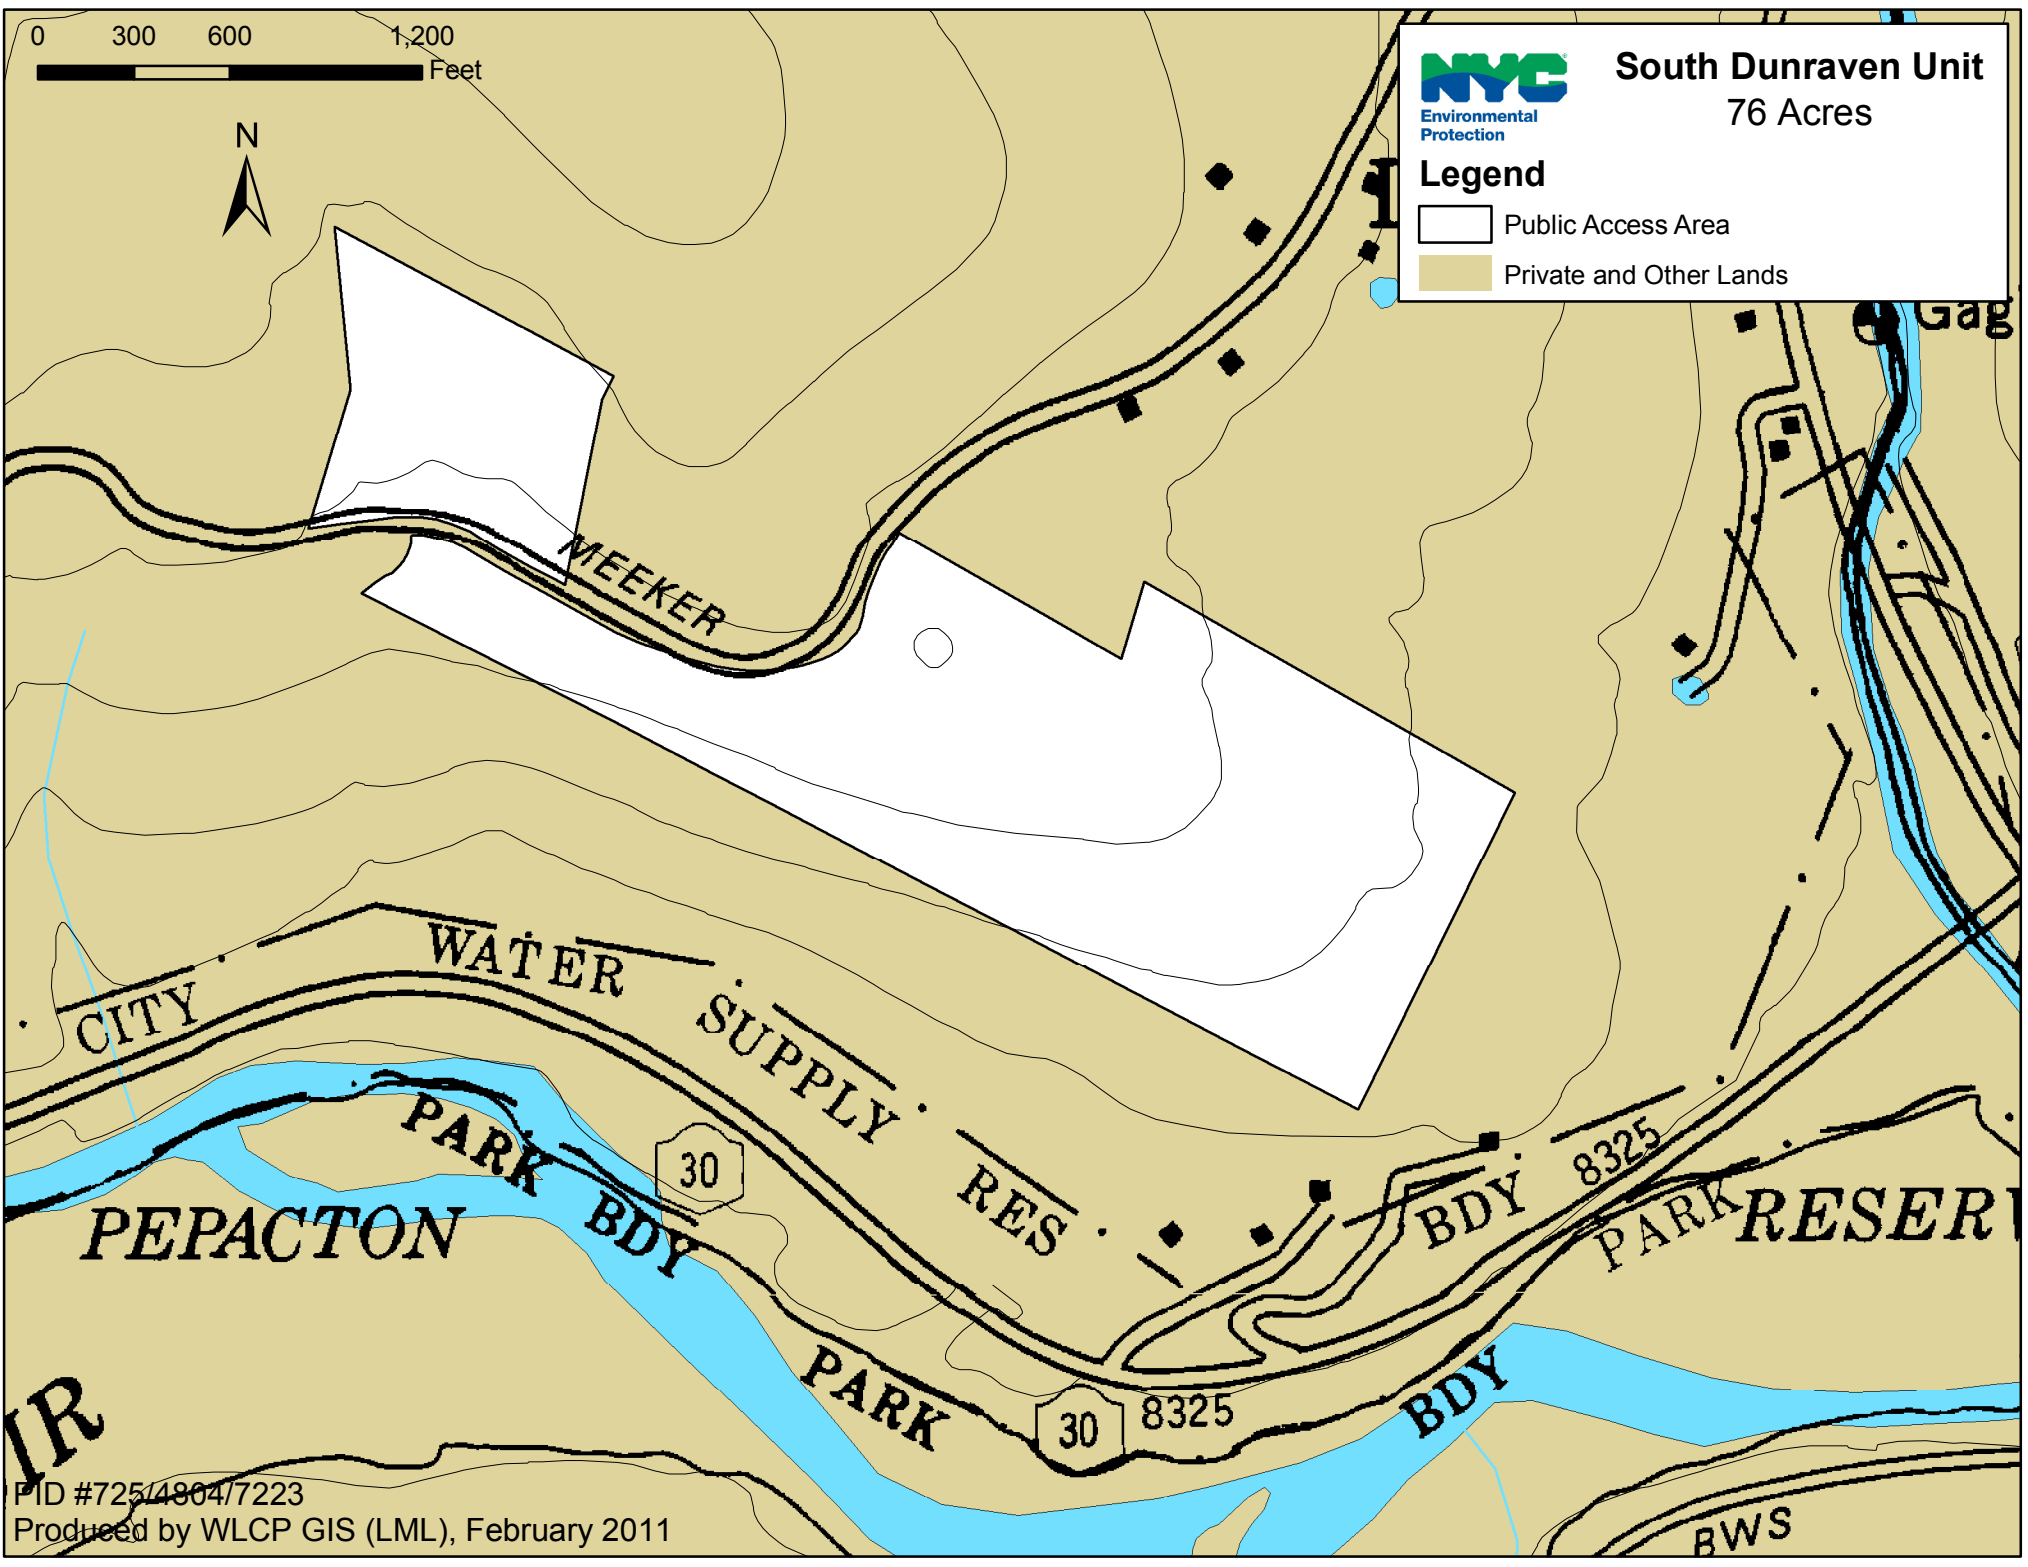 0 300 600 1,200
Feet
N
NYC
Environmental
Protection
South Dunraven Unit
76 Acres
Legend
Public Access Area
Private and Other Lands
Gag
MEEKER
CITY WATER SUPPLY RES BDY 8325
PARK BDY
30
PEPACTON
PARK
RESERV
PARK
BDY
30
8325
IR
BWS
PID #725/4804/7223
Produced by WLCP GIS (LML), February 2011